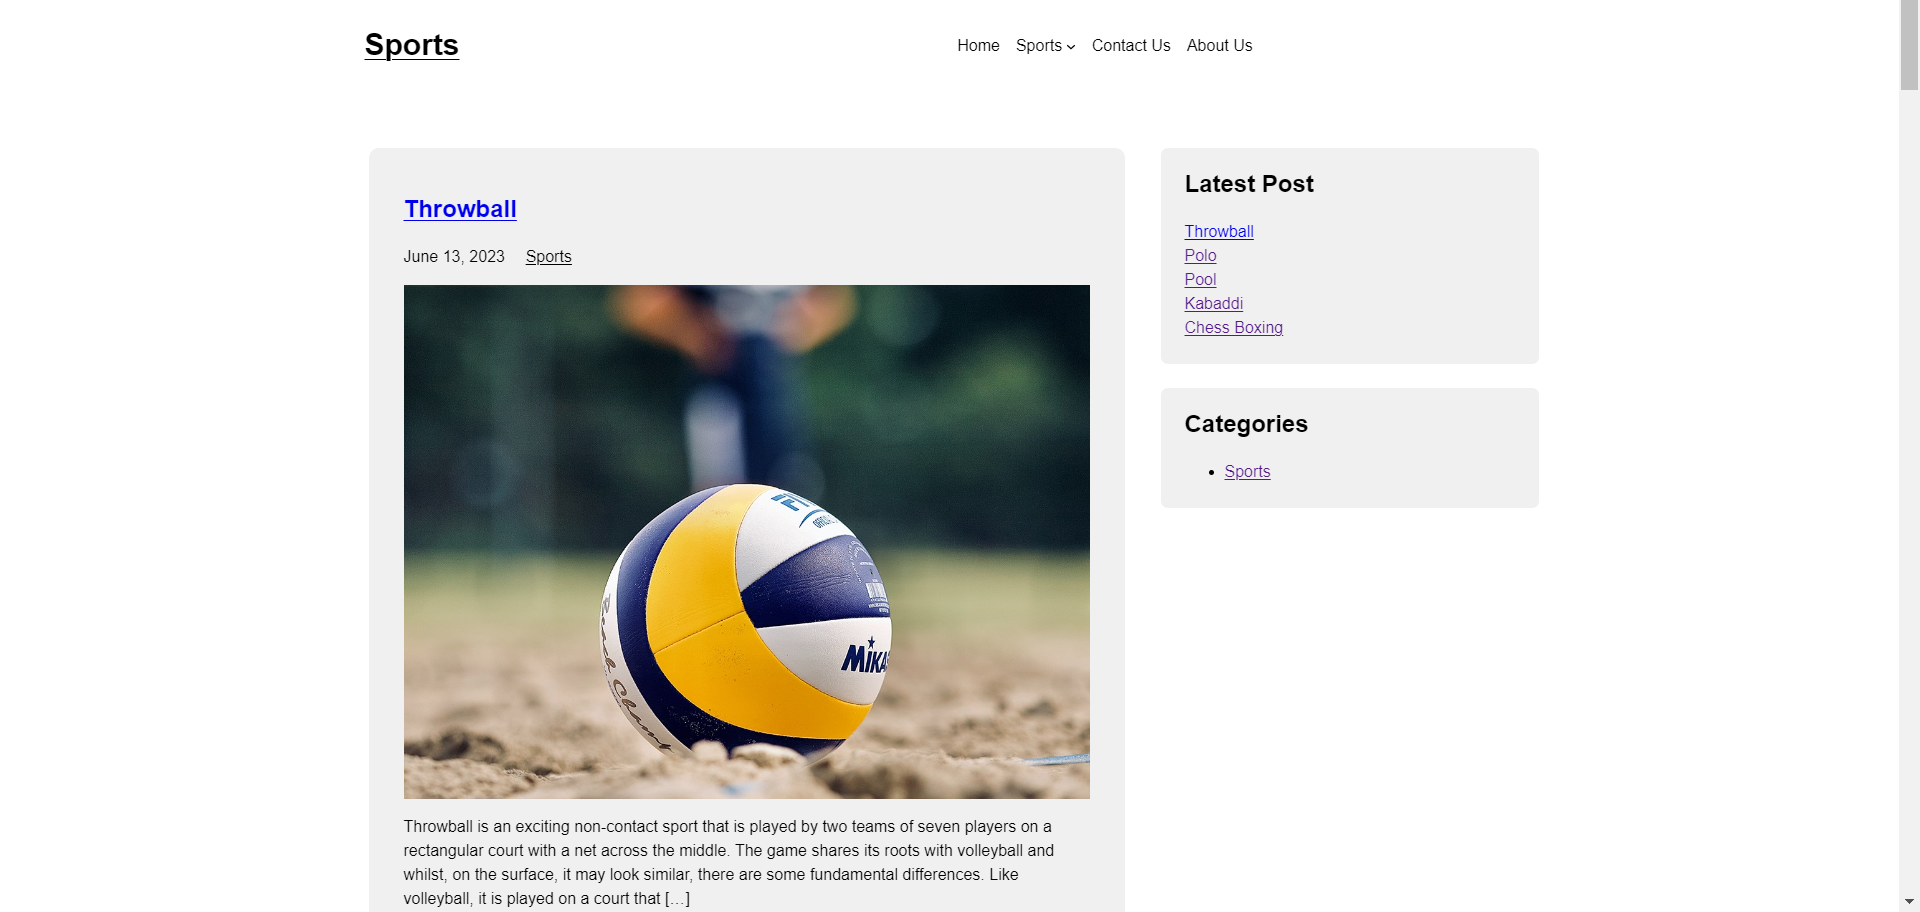 Sports
Home Sports Contact Us About Us
Throwball
June 13, 2023 Sports
Beach Champ
MIKAS
Throwball is an exciting non-contact sport that is played by two teams of seven players on a
rectangular court with a net across the middle. The game shares its roots with volleyball and
whilst, on the surface, it may look similar, there are some fundamental differences. Like
volleyball, it is played on a court that […]
Latest Post
Throwball
Polo
Pool
Kabaddi
Chess Boxing
Categories
Sports